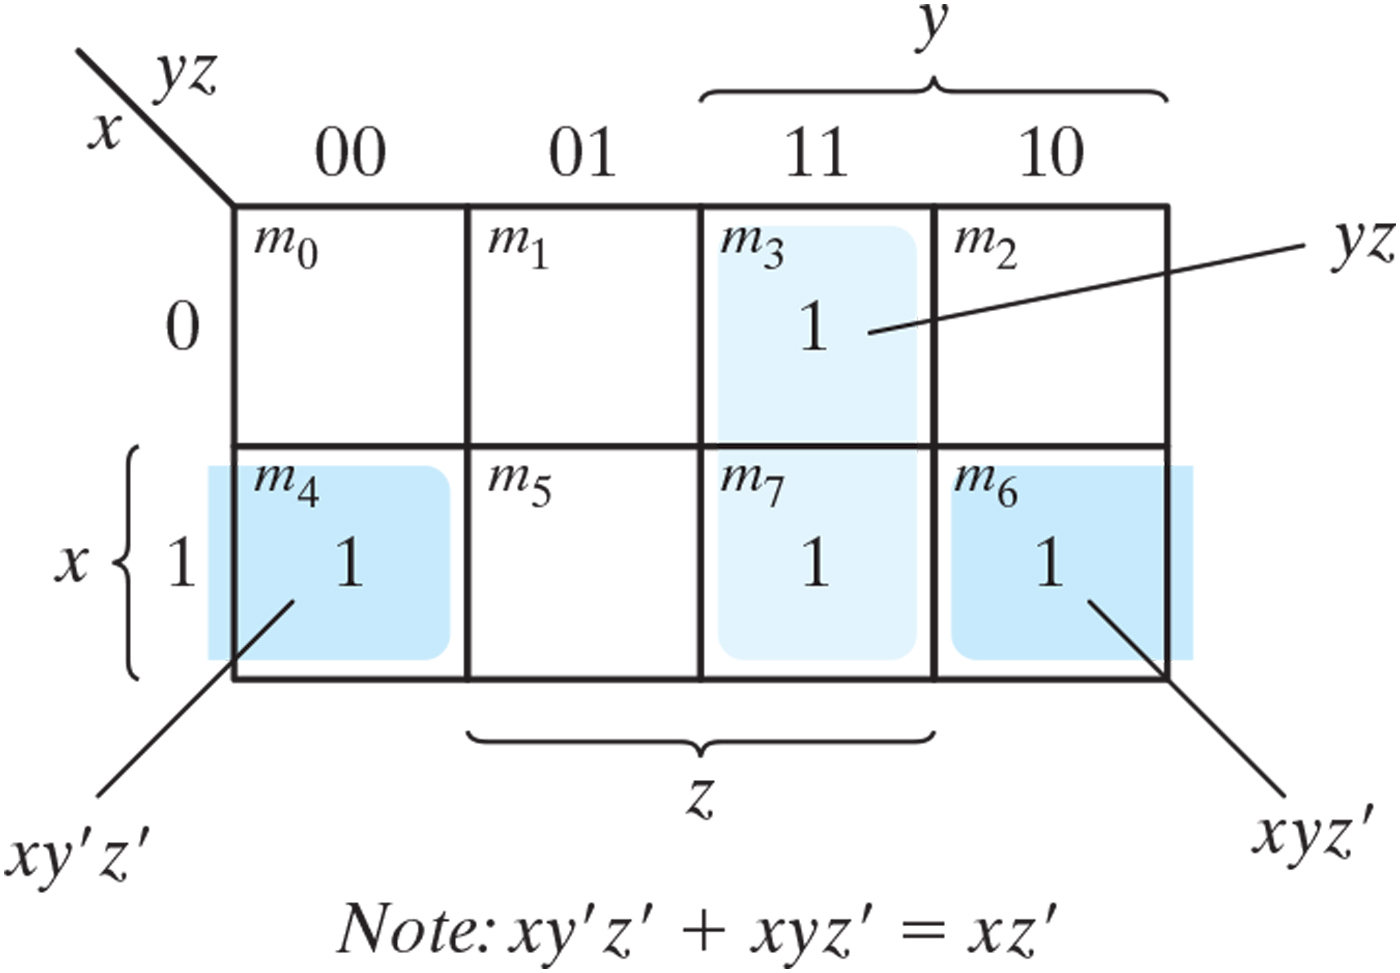 y
yz
x
00 01 11 10
m0 m1 m3 m2
yz
0 1
m4 m5 m7 m6
x 1 1 1 1
z
xy′z′
xyz′
Note: xy′z′ + xyz′ = xz′